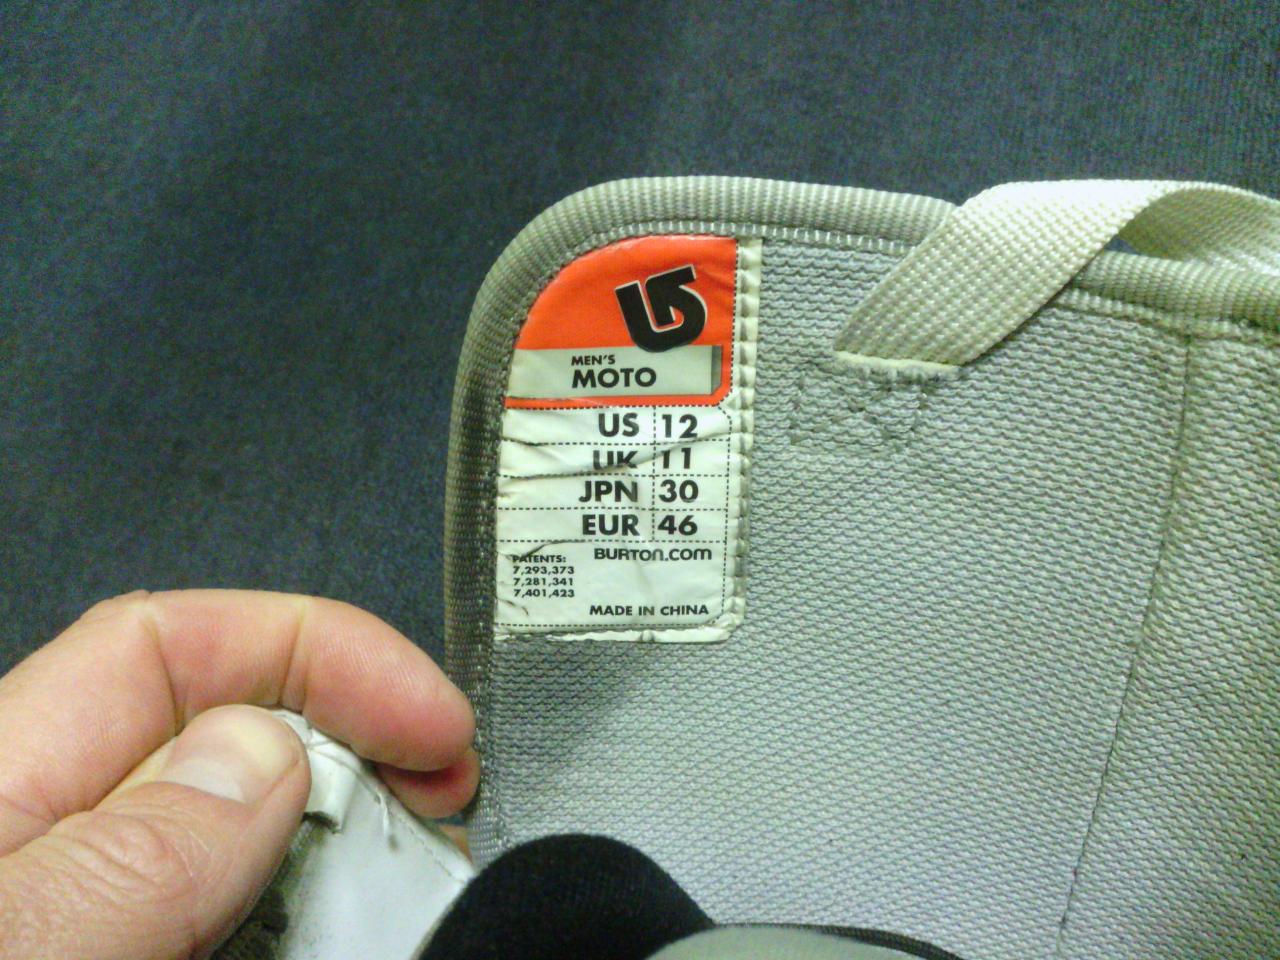 MEN'S
MOTO
US 12
UK 11
JPN 30
EUR 46
PATENTS:
7,293,373
7,281,341
7,401,423
BURTON.COM
MADE IN CHINA